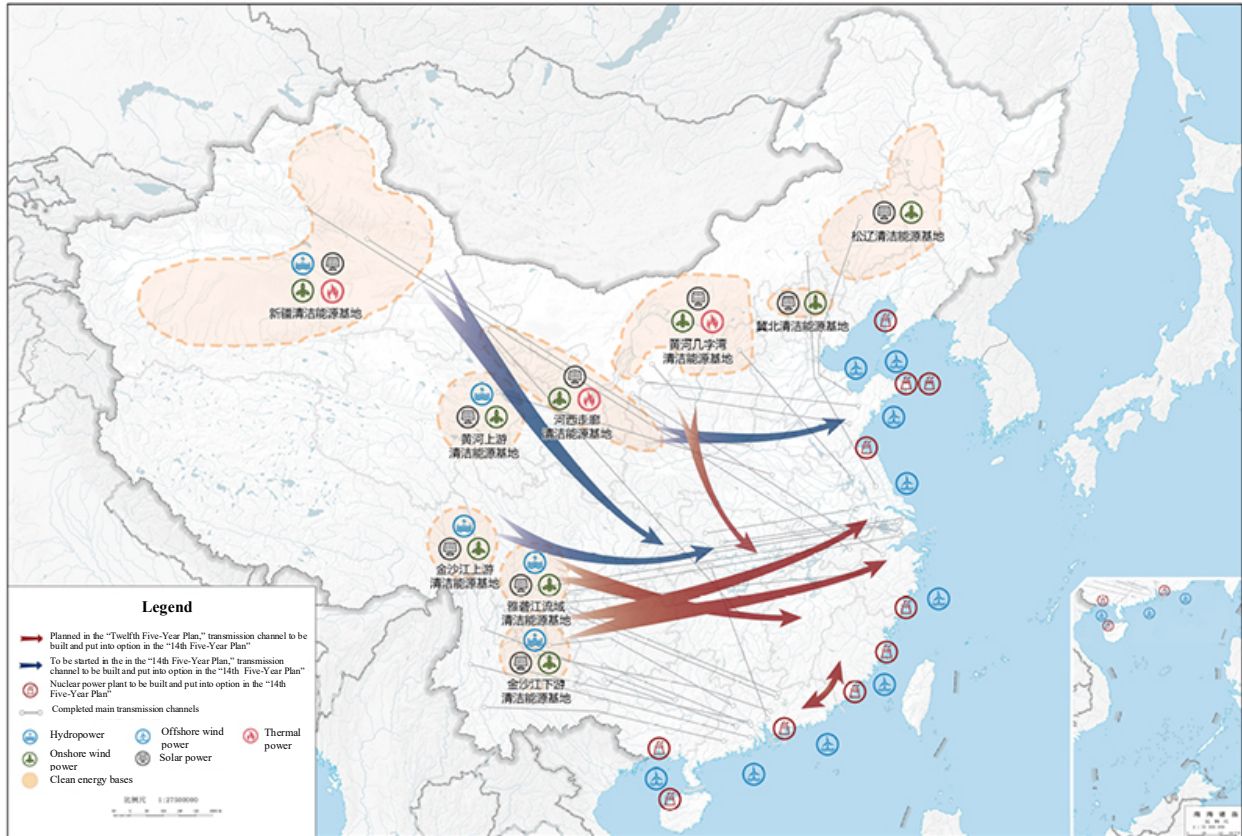 松辽清洁能源基地
新疆清洁能源基地
冀北清洁能源基地
黄河几字湾
清洁能源基地
河西走廊
清洁能源基地
黄河上游
清洁能源基地
金沙江上游
清洁能源基地
雅砻江流域
清洁能源基地
金沙江下游
清洁能源基地
Legend
Planned in the “Twelfth Five-Year Plan,” transmission channel to be
built and put into option in the “14th Five-Year Plan”
To be started in the in the “14th Five-Year Plan,” transmission
channel to be built and put into option in the “14th Five-Year Plan”
Nuclear power plant to be built and put into option in the “14th
Five-Year Plan”
Completed main transmission channels
Hydropower
Offshore wind
power
Thermal
power
Onshore wind
power
Solar power
Clean energy bases
比例尺 1:27500000
南海诸岛